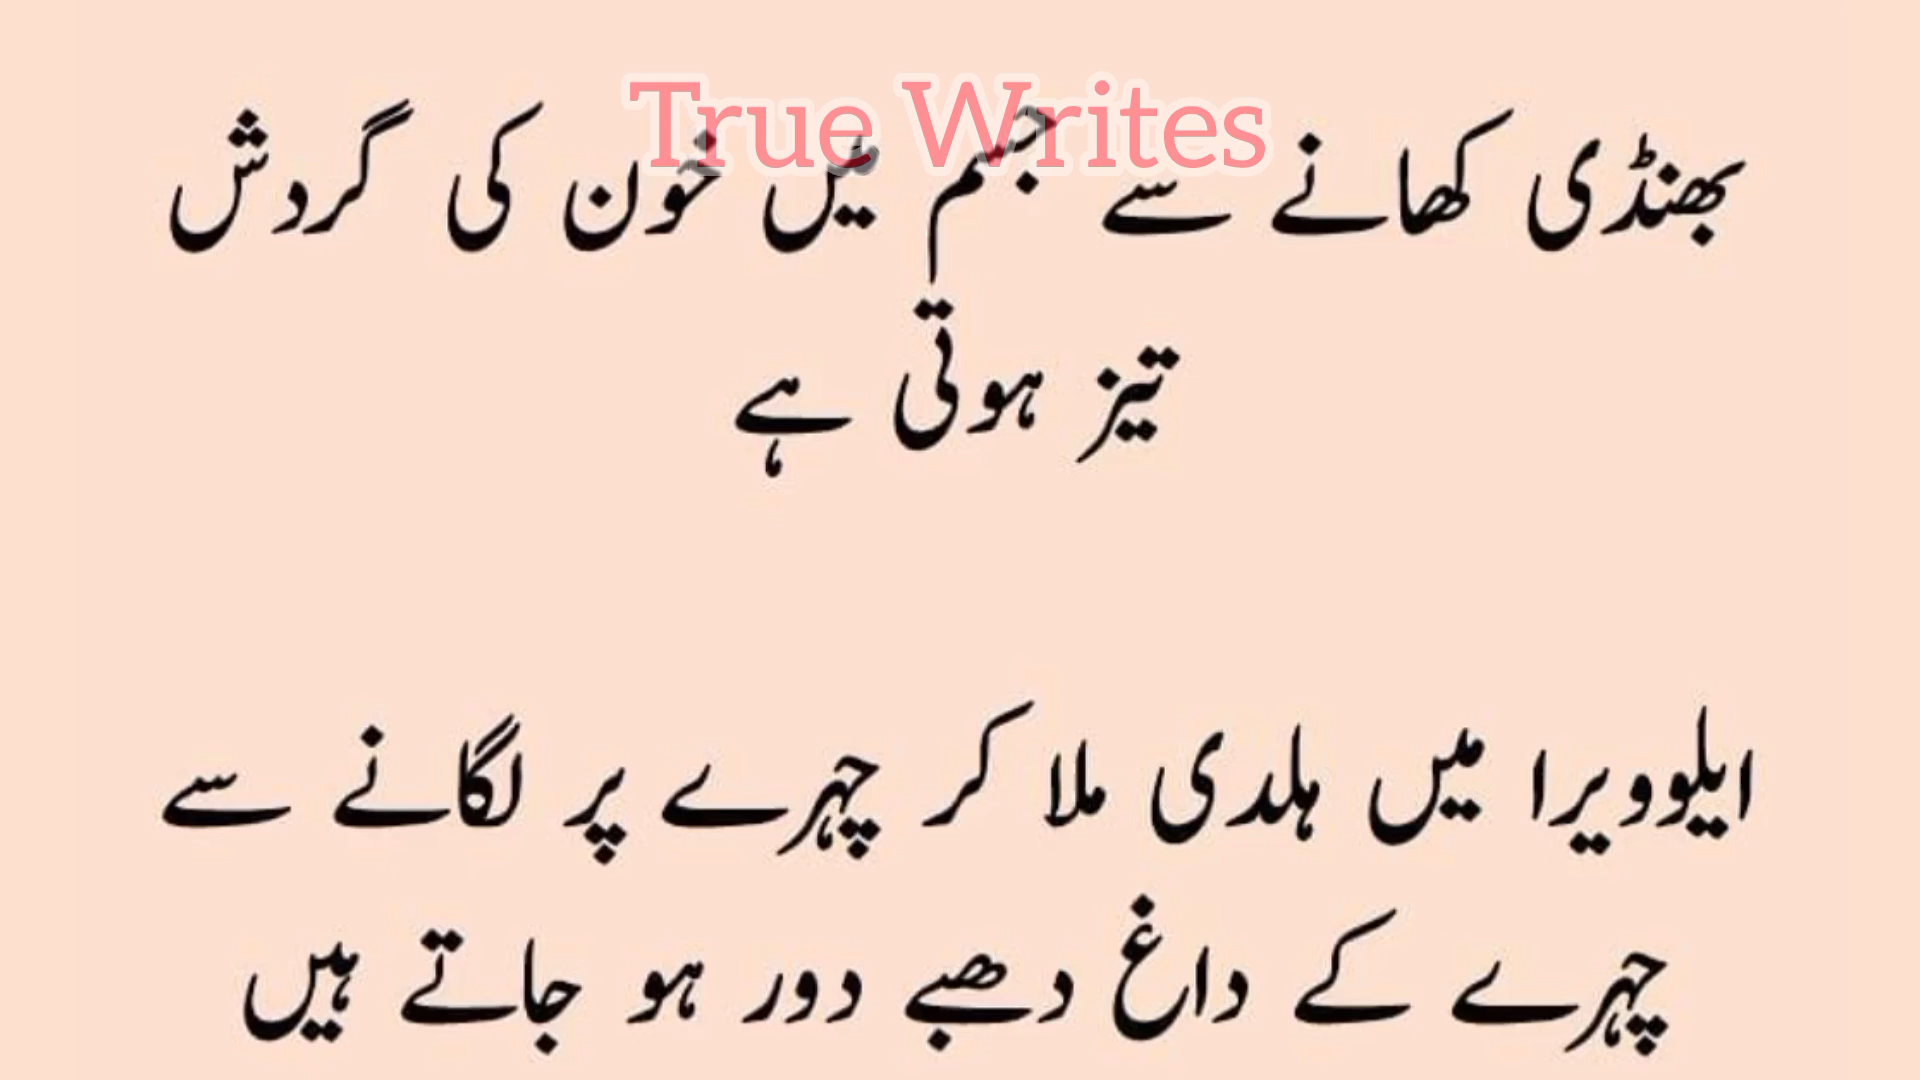 True Writes
بھنڈی کھانے سے جسم میں خون کی گردش
تیز ہوتی ہے
ایلوویرا میں ہلدی ملا کر چہرے پر لگانے سے
چہرے کے داغ دھبے دور ہو جاتے ہیں